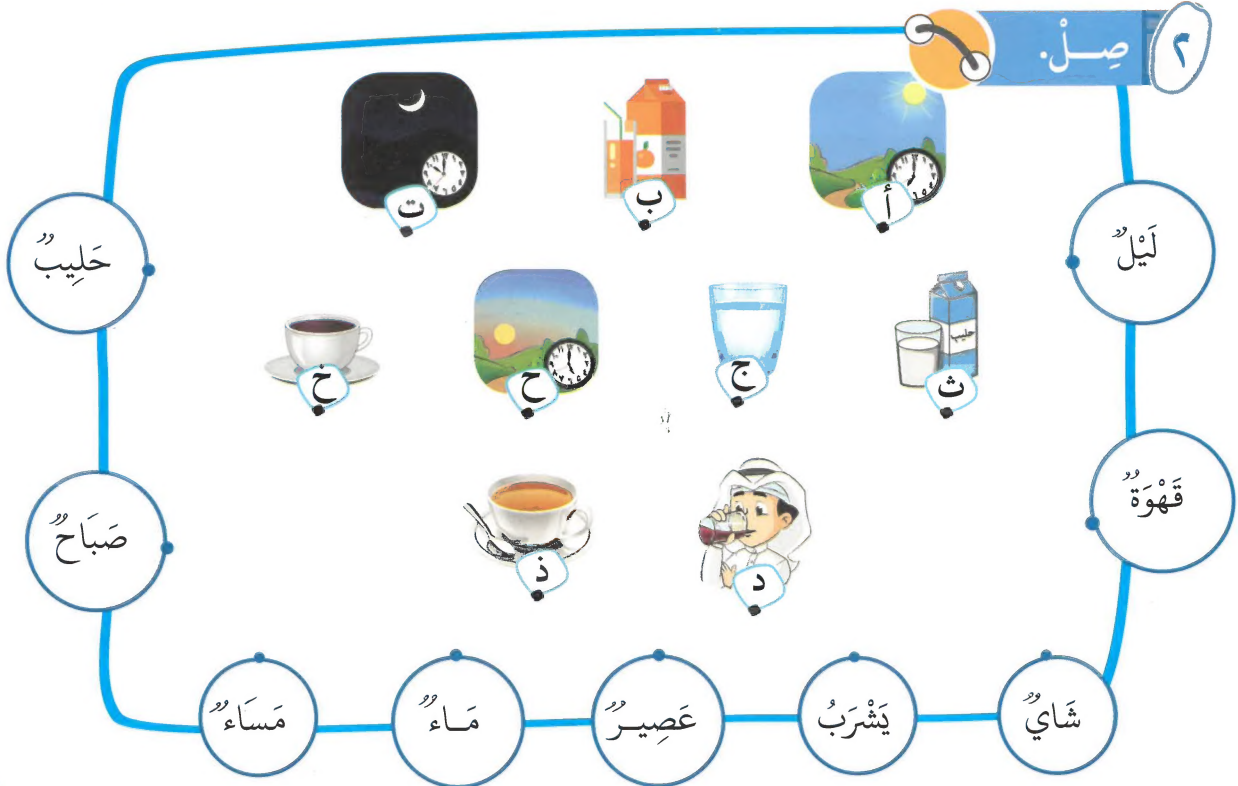 ٢ صِـلْ.
أ
ب
ت
ث
حليب
ج
ح
خ
د
ذ
لَيْلٌ
قَهْوَةٌ
حَلِيبٌ
صَبَاحٌ
شَايٌ
يَشْرَبُ
عَصِيـرٌ
مَـاءٌ
مَسَاءٌ